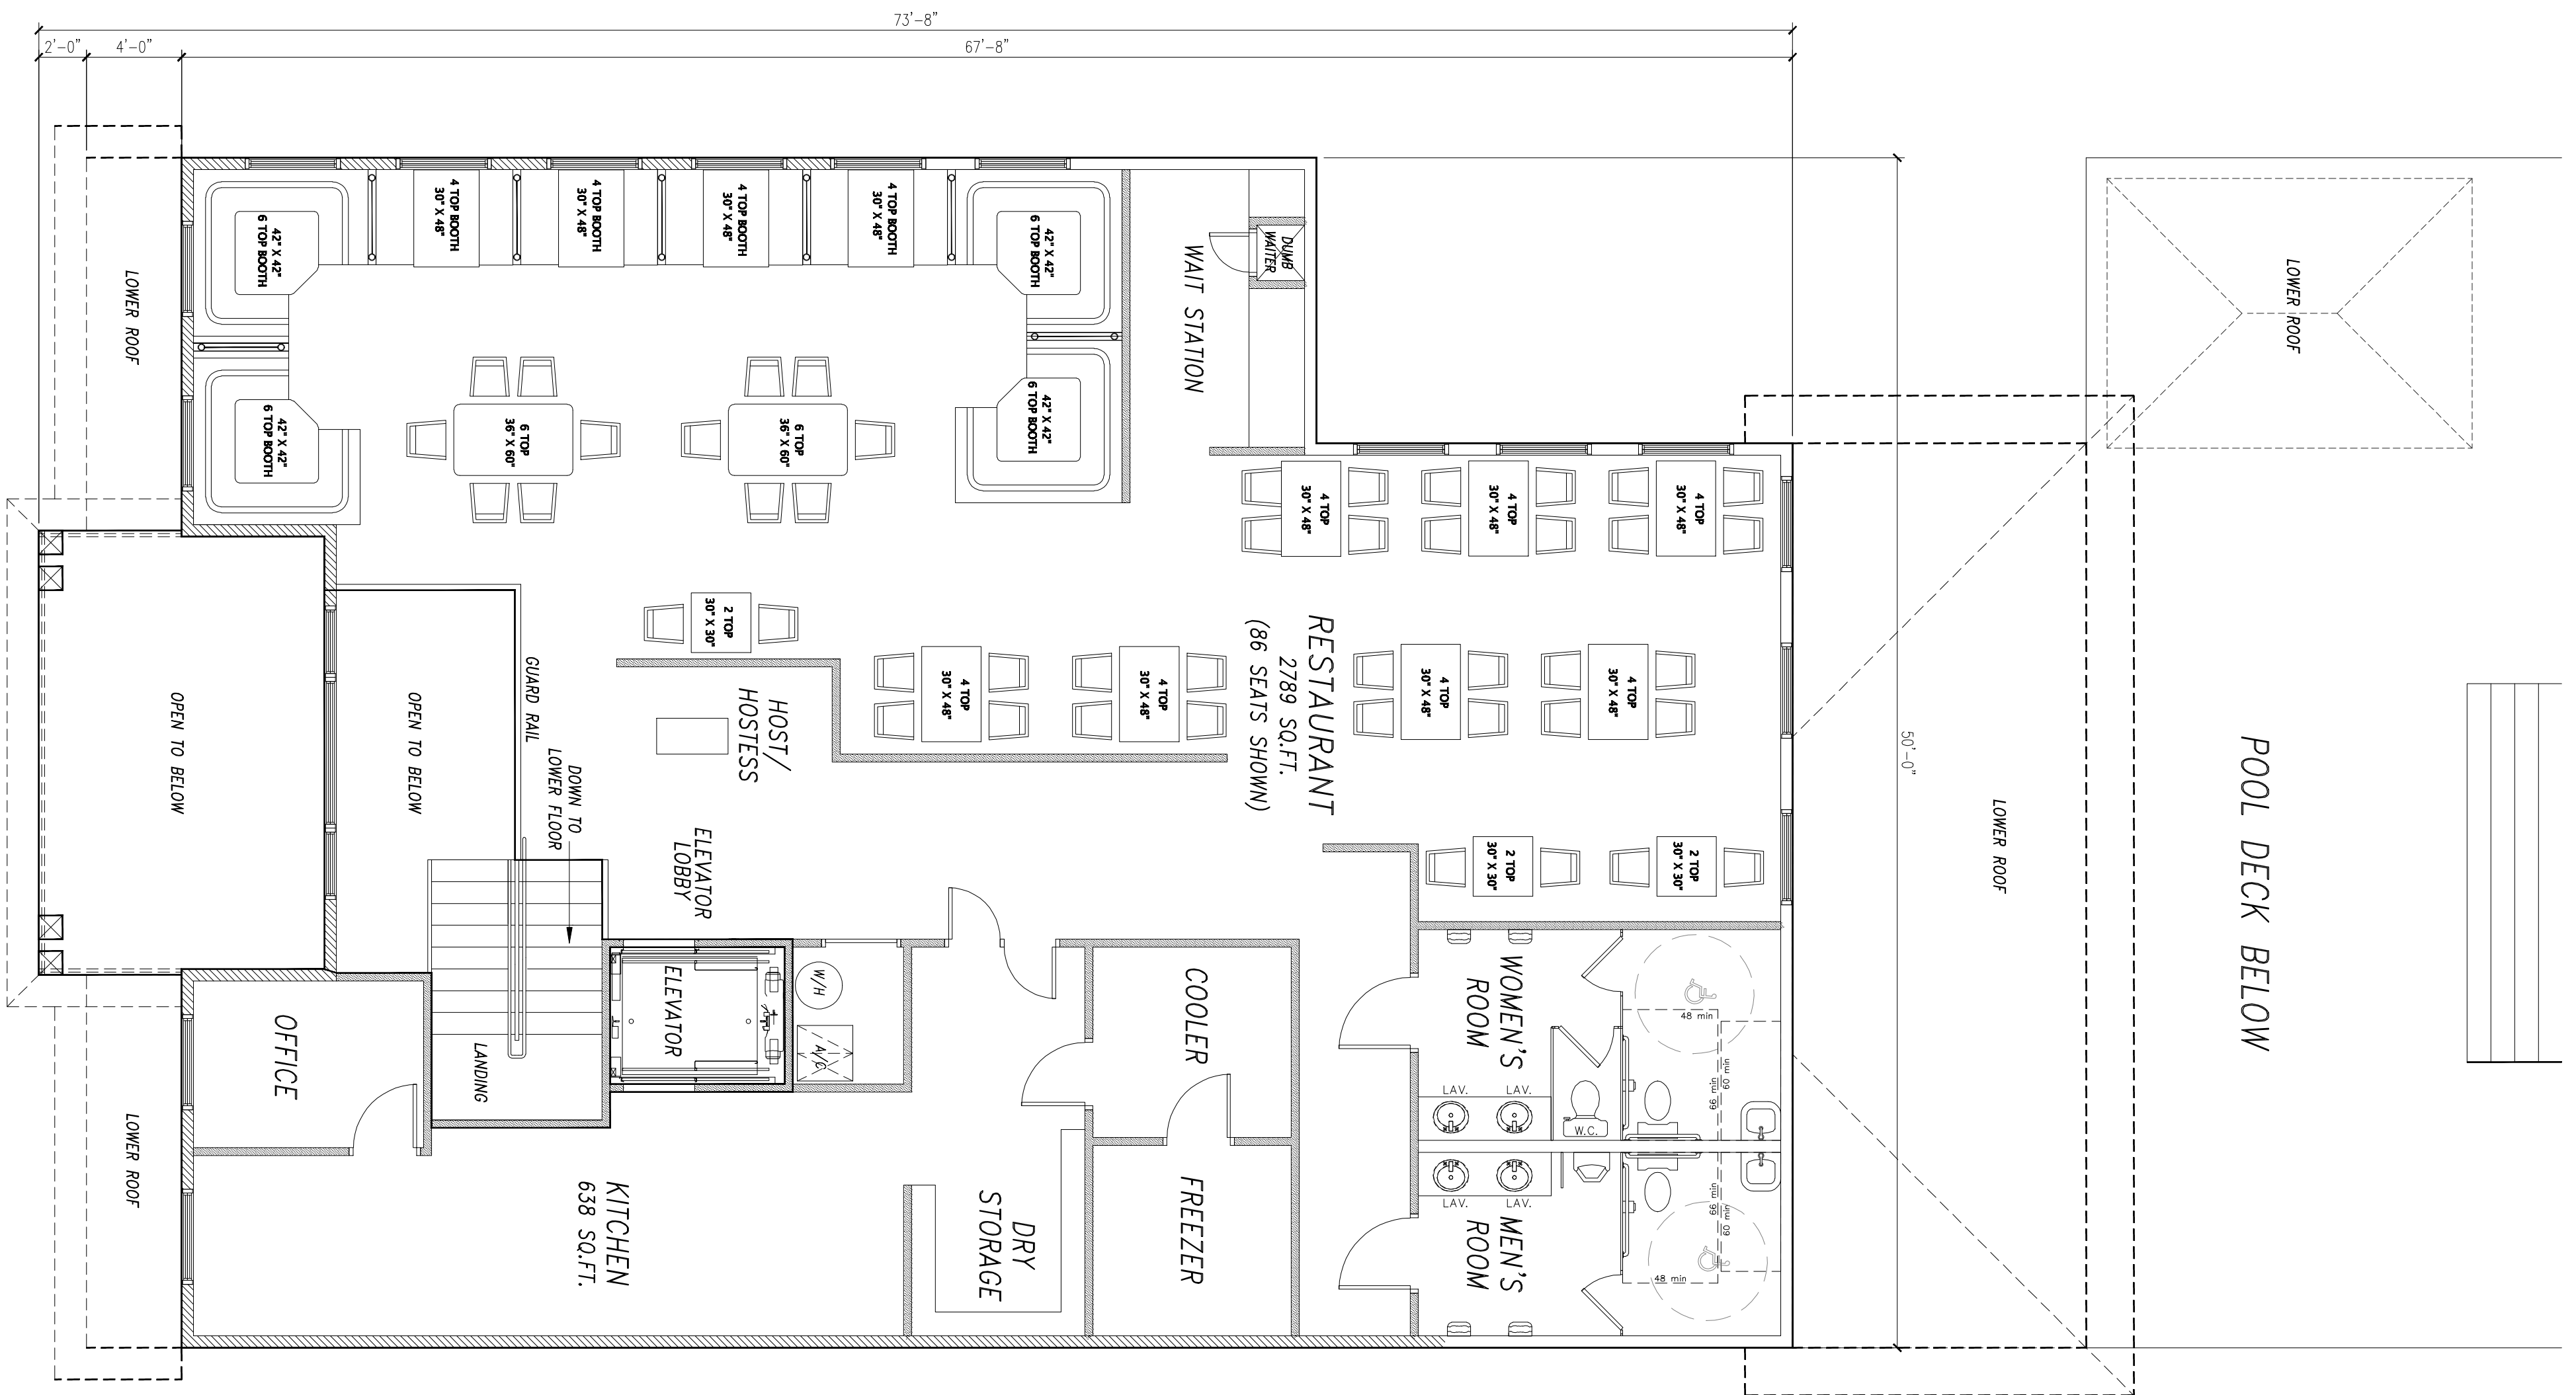 73'-8"
2'-0"
4'-0"
67'-8"
4 TOP BOOTH
30" X 48"
4 TOP BOOTH
30" X 48"
4 TOP BOOTH
30" X 48"
4 TOP BOOTH
30" X 48"
42" X 42"
6 TOP BOOTH
42" X 42"
6 TOP BOOTH
42" X 42"
6 TOP BOOTH
42" X 42"
6 TOP BOOTH
DUMB
WAITER
WAIT STATION
LOWER ROOF
LOWER ROOF
6 TOP
36" X 60"
6 TOP
36" X 60"
4 TOP
30" X 48"
4 TOP
30" X 48"
4 TOP
30" X 48"
2 TOP
30" X 30"
4 TOP
30" X 48"
4 TOP
30" X 48"
4 TOP
30" X 48"
4 TOP
30" X 48"
RESTAURANT
2789 SQ.FT.
(86 SEATS SHOWN)
GUARD RAIL
HOST/
HOSTESS
OPEN TO BELOW
OPEN TO BELOW
DOWN TO
LOWER FLOOR
ELEVATOR
LOBBY
2 TOP
30" X 30"
2 TOP
30" X 30"
50'-0"
LOWER ROOF
POOL DECK BELOW
OFFICE
LANDING
ELEVATOR
W/H
A/C
COOLER
WOMEN'S
ROOM
48 min
60 min
66 min
LAV.
LAV.
W.C.
LAV.
LAV.
66 min
60 min
48 min
MEN'S
ROOM
LOWER ROOF
KITCHEN
638 SQ.FT.
DRY
STORAGE
FREEZER